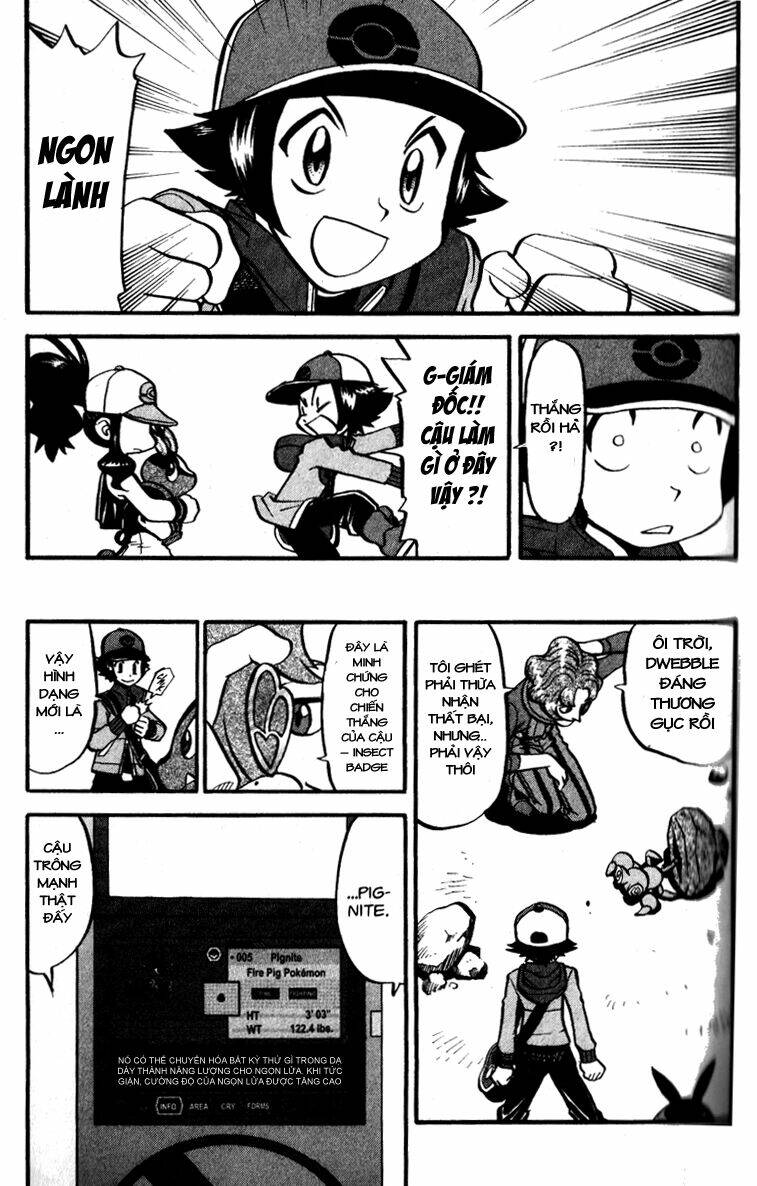 NGON
LÀNH
THẮNG
RỒI HẢ
?!
G-GIÁM
ĐỐC!!
CẬU LÀM
GÌ Ở ĐÂY
VẬY ?!
ÔI TRỜI,
DWEBBLE
ĐÁNG
THƯƠNG
GỤC RỒI
TÔI GHÉT
PHẢI THỪA
NHẬN
THẤT BẠI,
NHƯNG..
PHẢI VẬY
THÔI
ĐÂY LÀ
MINH
CHỨNG
CHO
CHIẾN
THẮNG
CỦA CẬU
– INSECT
BADGE
VẬY
HÌNH
DẠNG
MỚI LÀ
...
...PIG-
NITE.
CẬU
TRÔNG
MẠNH
THẬT
ĐẤY
005 Pignite
Fire Pig Pokémon
HT 3' 03"
WT 122.4 lbs.
NÓ CÓ THỂ CHUYỂN HÓA BẤT KỲ THỨ GÌ TRONG DẠ
DÀY THÀNH NĂNG LƯỢNG CHO NGỌN LỬA. KHI TỨC
GIẬN, CƯỜNG ĐỘ CỦA NGỌN LỬA ĐƯỢC TĂNG CAO
INFO AREA CRY FORMS